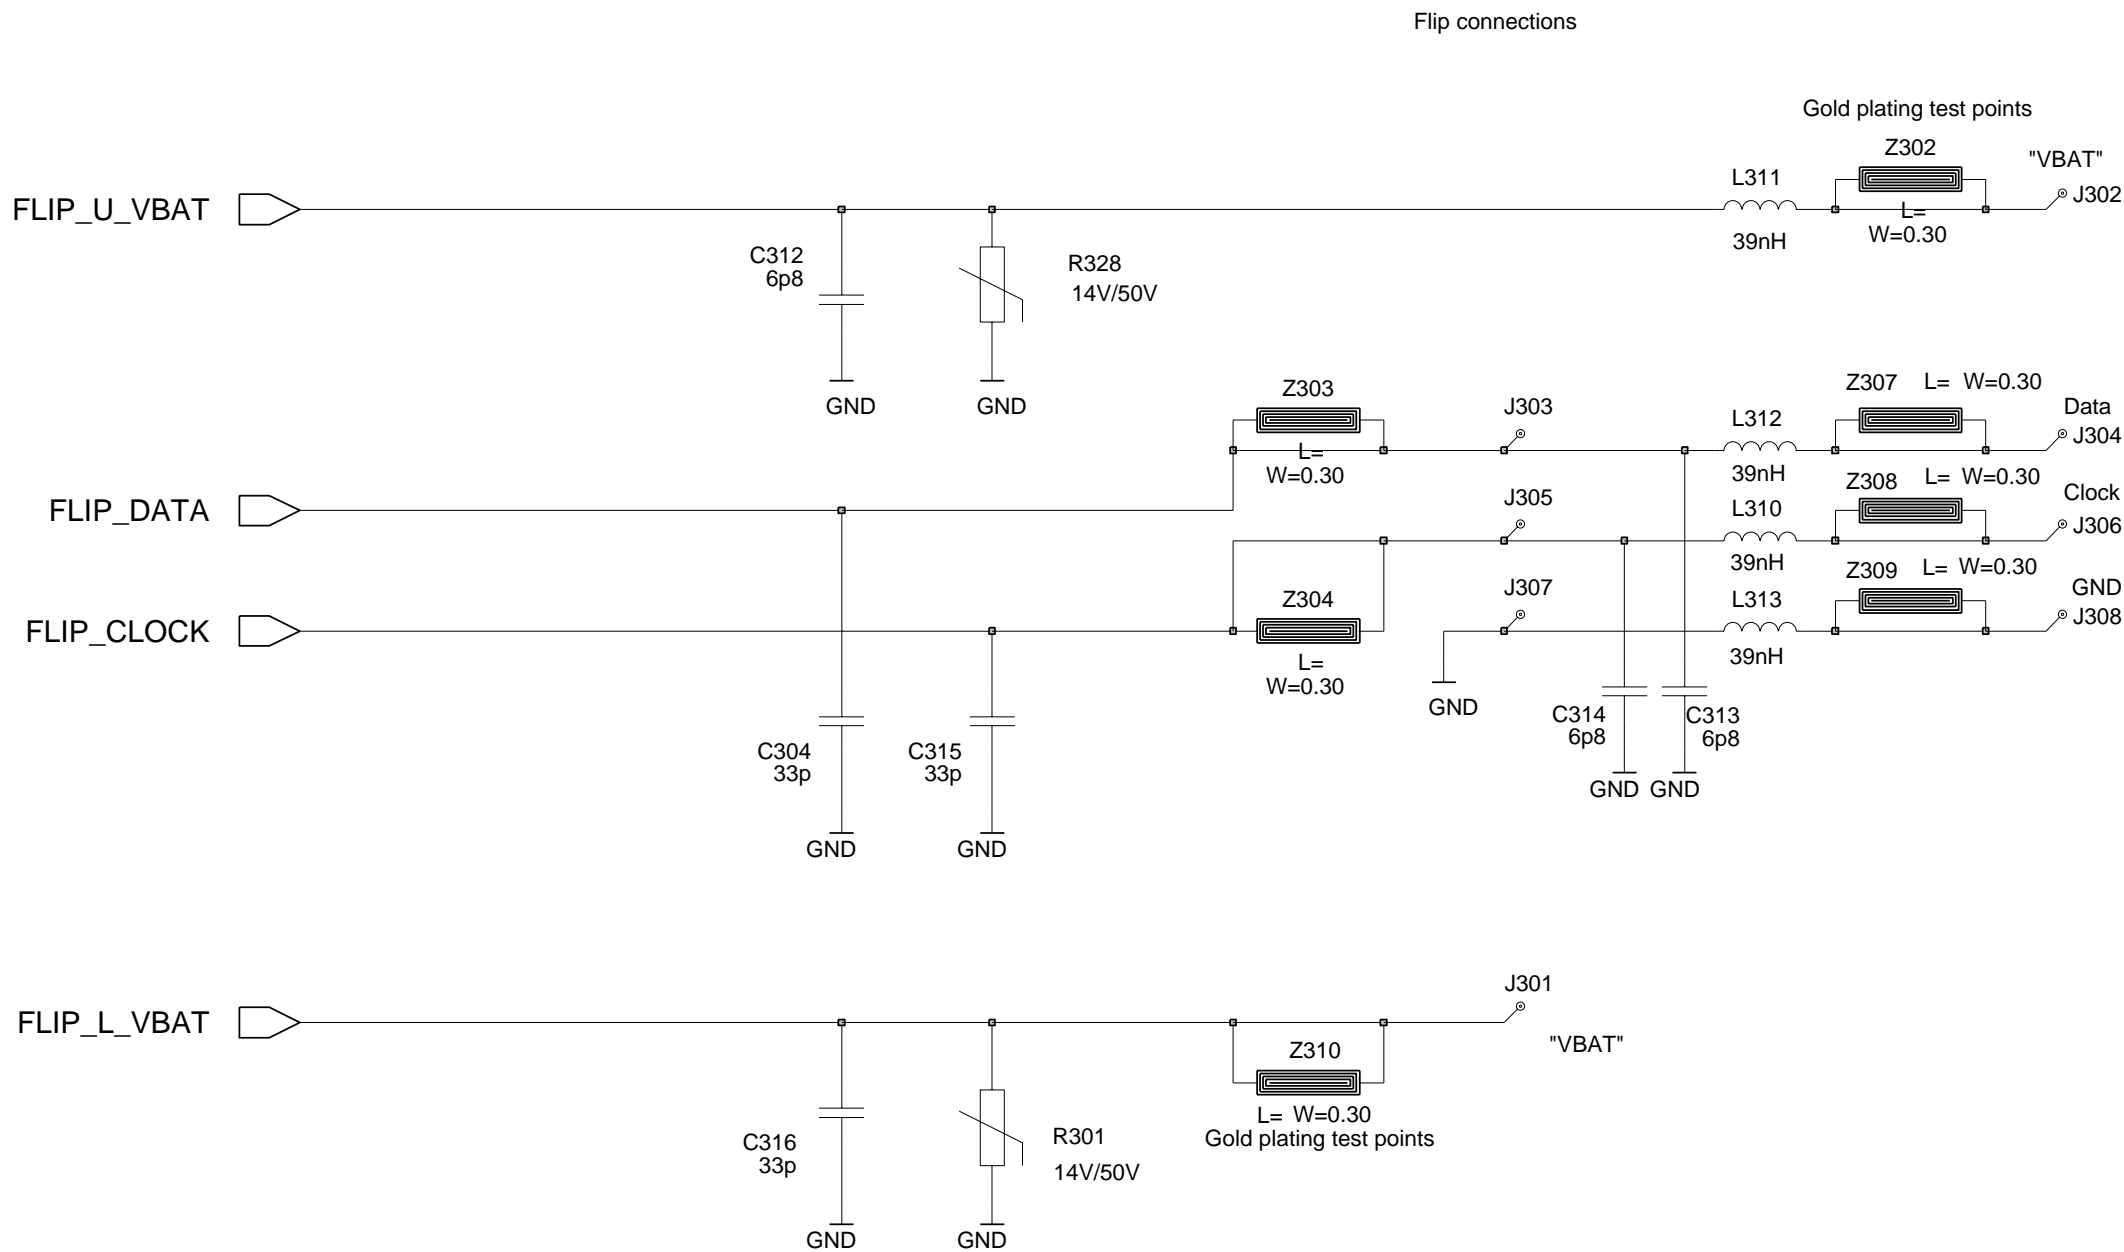 Flip connections
Gold plating test points
Z302
"VBAT"
L311
J302
FLIP_U_VBAT
L=
W=0.30
39nH
C312
6p8
R328
14V/50V
GND
GND
Z303
J303
L312
Z307
L= W=0.30
Data
J304
L=
W=0.30
39nH
Z308
L= W=0.30
Clock
FLIP_DATA
J305
L310
J306
39nH
Z309
L= W=0.30
GND
FLIP_CLOCK
Z304
J307
L313
J308
L=
W=0.30
39nH
GND
C314
6p8
C313
6p8
C304
33p
C315
33p
GND
GND
GND
GND
J301
FLIP_L_VBAT
"VBAT"
Z310
L= W=0.30
Gold plating test points
C316
33p
R301
14V/50V
GND
GND